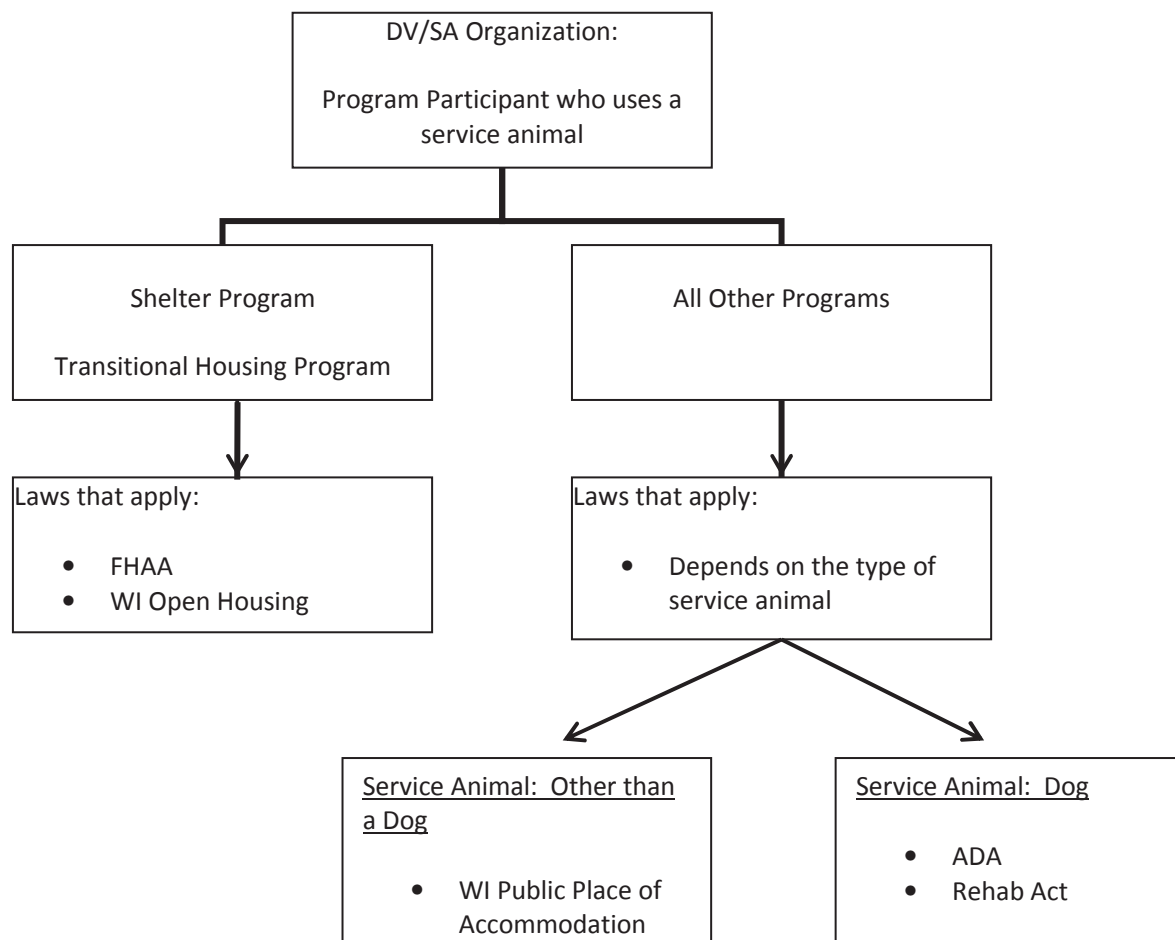 DV/SA Organization:
Program Participant who uses a
service animal
Shelter Program
Transitional Housing Program
All Other Programs
Laws that apply:
• FHAA
• WI Open Housing
Laws that apply:
• Depends on the type of
service animal
Service Animal: Other than
a Dog
• WI Public Place of
Accommodation
Service Animal: Dog
• ADA
• Rehab Act